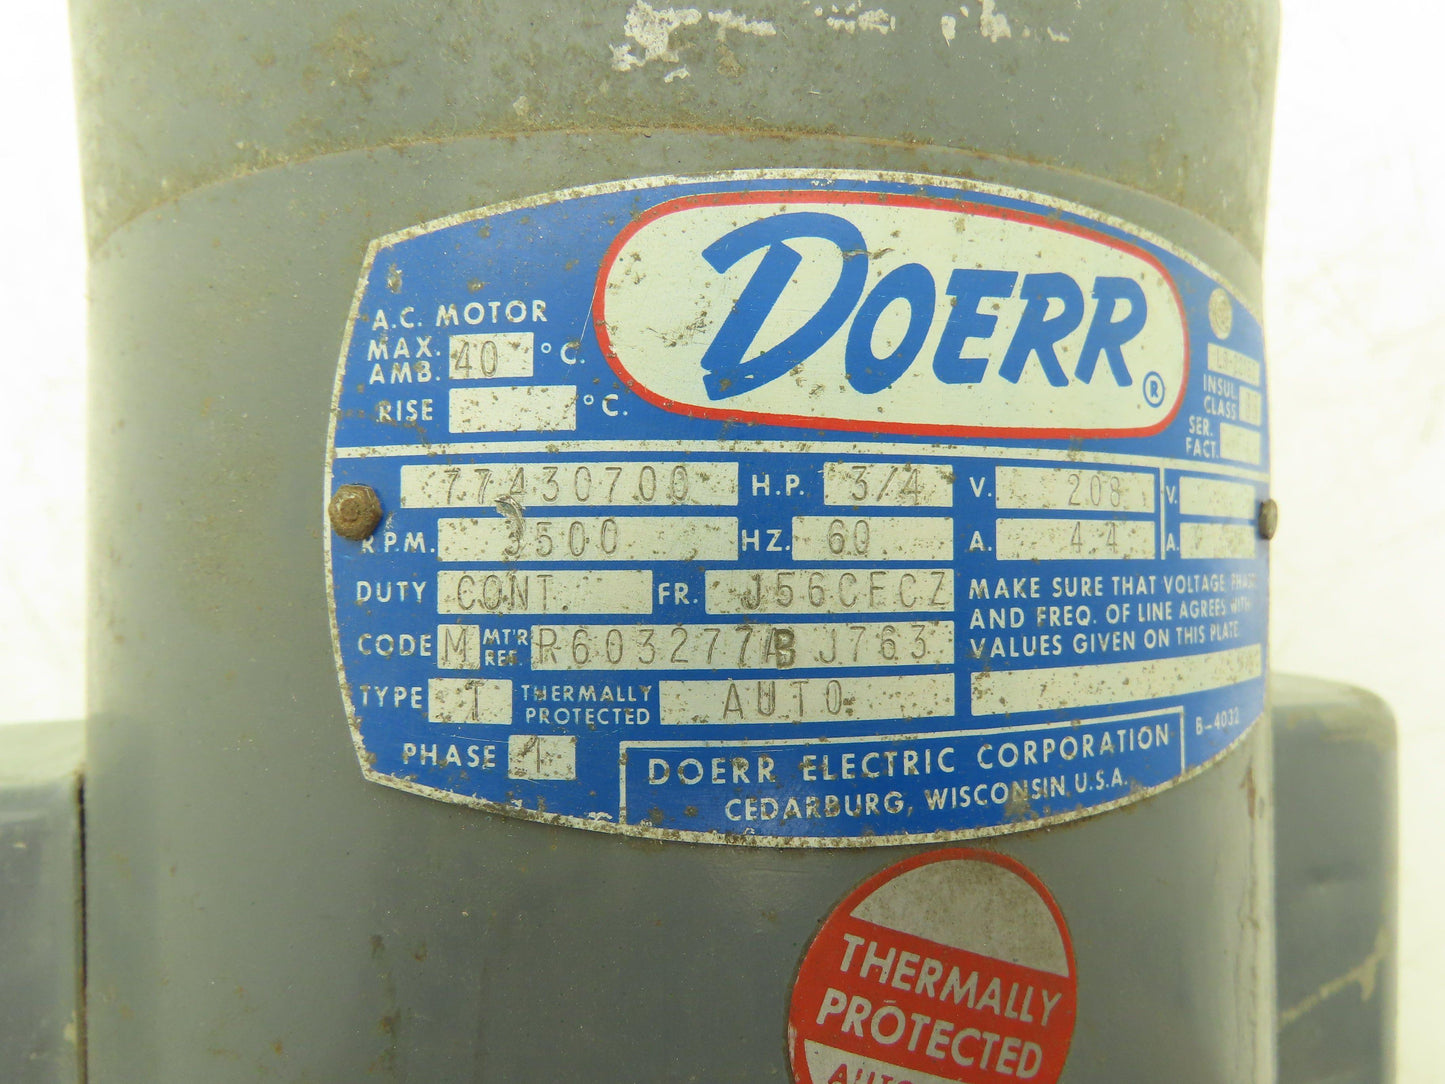 DOERR ®
A.C. MOTOR
MAX. AMB. 40 °C.
RISE °C.
INSUL. CLASS
SER. FACT.
77430700 H.P. 3/4 V. 208 V.
R.P.M. 3500 HZ. 60 A. 4.4 A.
DUTY CONT FR. J56CFCZ
CODE M MT'R REF. R603277AB J763
TYPE T THERMALLY PROTECTED AUTO
PHASE 1
MAKE SURE THAT VOLTAGE, PHASE,
AND FREQ. OF LINE AGREES WITH
VALUES GIVEN ON THIS PLATE.
DOERR ELECTRIC CORPORATION
CEDARBURG, WISCONSIN U.S.A.
B-4032
THERMALLY
PROTECTED